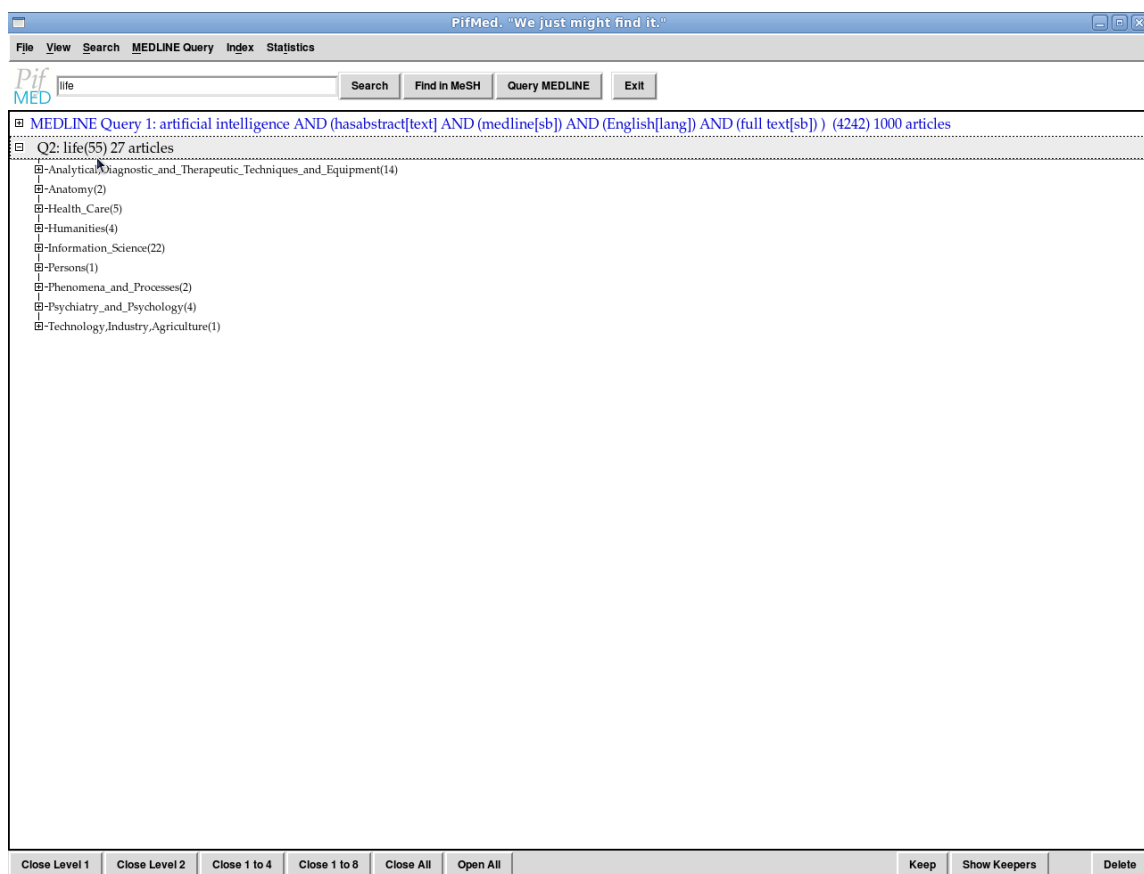 PifMed. "We just might find it."
File View Search MEDLINE Query Index Statistics
Pif
MED
life Search Find in MeSH Query MEDLINE Exit
MEDLINE Query 1: artificial intelligence AND (hasabstract[text] AND (medline[sb]) AND (English[lang]) AND (full text[sb]) ) (4242) 1000 articles
Q2: life(55) 27 articles
Analytical,Diagnostic_and_Therapeutic_Techniques_and_Equipment(14)
Anatomy(2)
Health_Care(5)
Humanities(4)
Information_Science(22)
Persons(1)
Phenomena_and_Processes(2)
Psychiatry_and_Psychology(4)
Technology,Industry,Agriculture(1)
Close Level 1 Close Level 2 Close 1 to 4 Close 1 to 8 Close All Open All Keep Show Keepers Delete